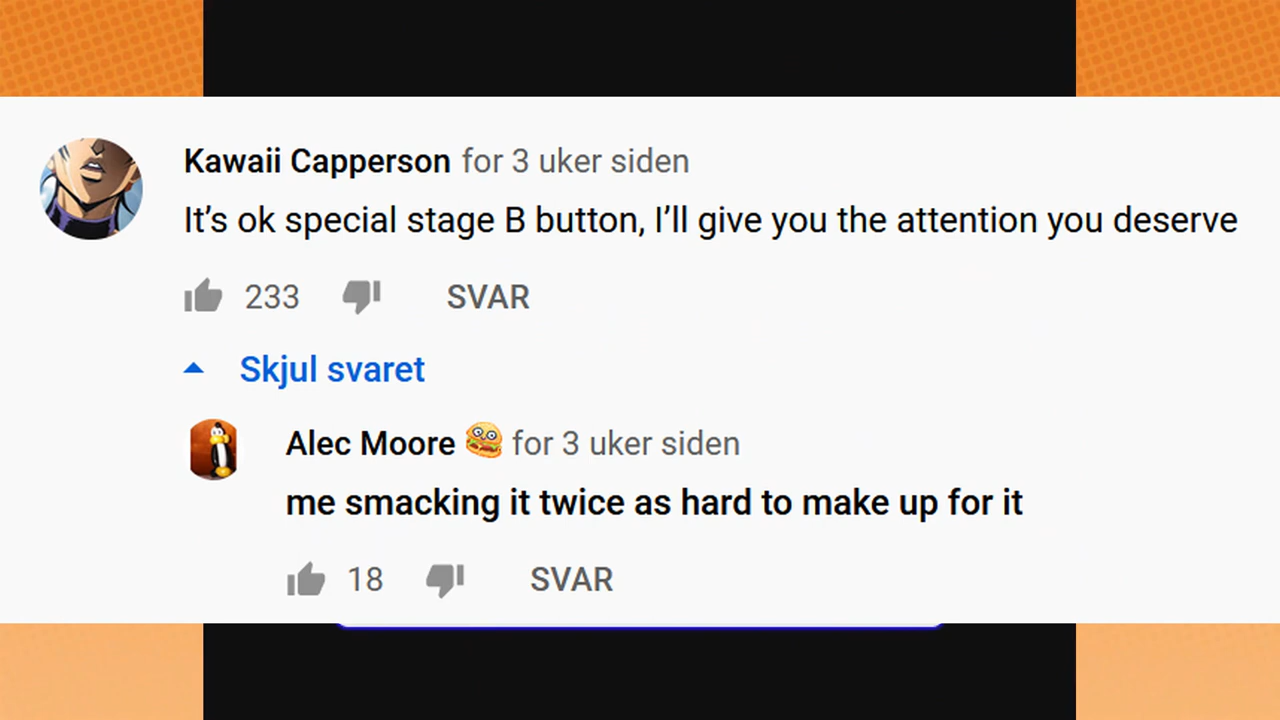 Kawaii Capperson for 3 uker siden
It’s ok special stage B button, I’ll give you the attention you deserve
233 SVAR
Skjul svaret
Alec Moore for 3 uker siden
me smacking it twice as hard to make up for it
18 SVAR